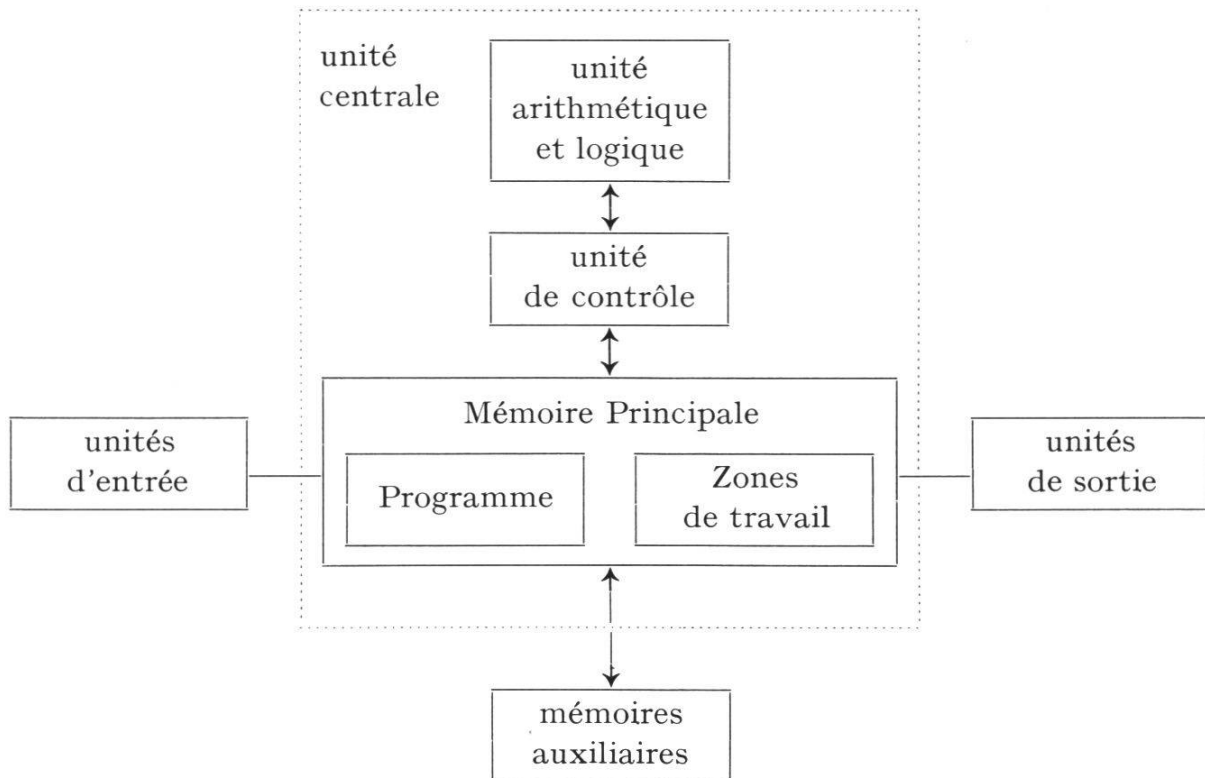 unité
centrale
unité
arithmétique
et logique
unité
de contrôle
Mémoire Principale
unités
d'entrée
Programme
Zones
de travail
unités
de sortie
mémoires
auxiliaires